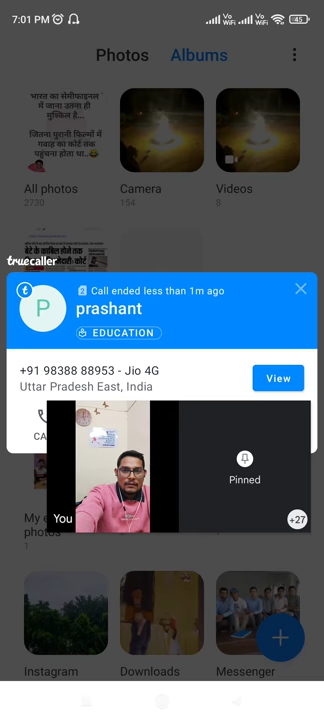 7:01 PM
Vo WiFi
Vo WiFi
45
Photos Albums
भारत का सेमीफाइनल
में जाना उतना ही
मुश्किल है...
जितना पुरानी फिल्मों में
गवाह का कोर्ट तक
पहुंचना होता था..
All photos
2730
Camera
154
Videos
8
बेटे के काबिल होने तक
truecaller
Call ended less than 1m ago
P
prashant
EDUCATION
+91 98388 88953 - Jio 4G
Uttar Pradesh East, India
View
CA
You
Pinned
+27
My
photos
1
Instagram
Downloads
Messenger